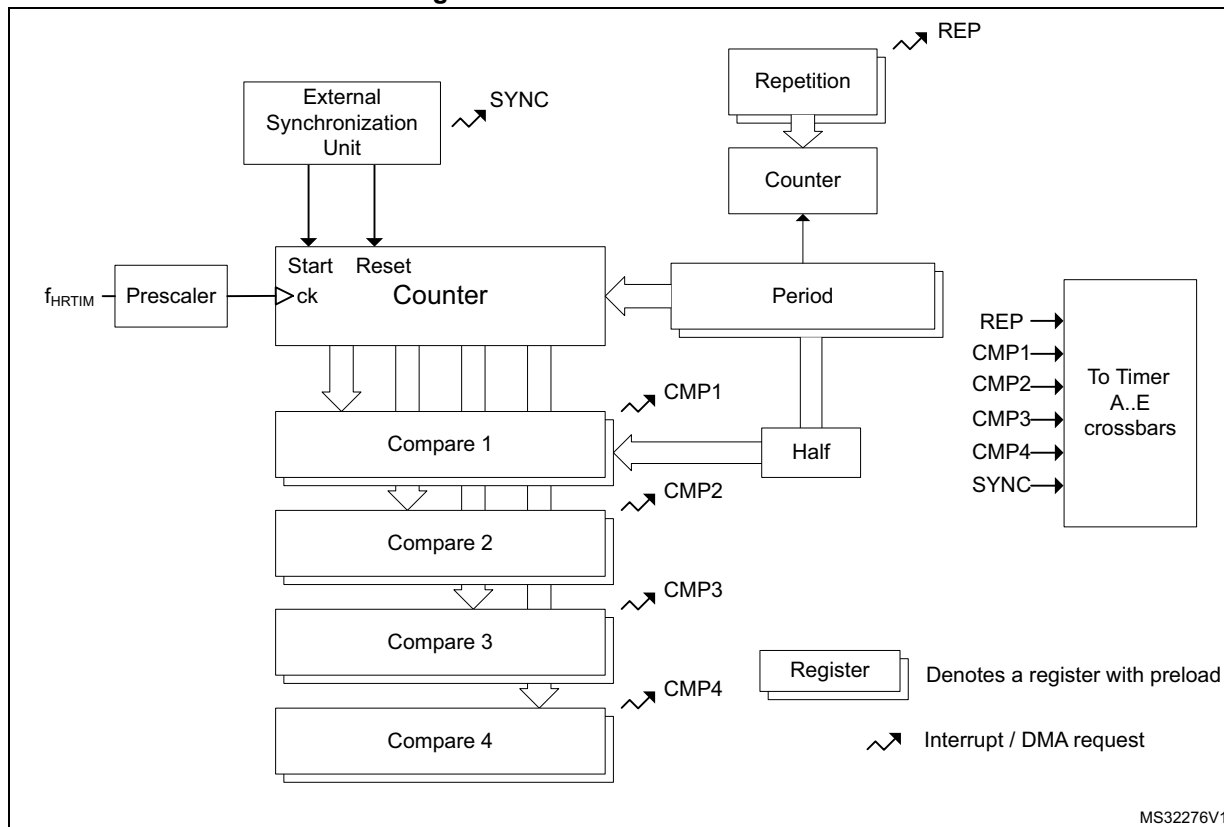 REP
Repetition
External
Synchronization
Unit
SYNC
Counter
Start Reset
f_HRTIM
Prescaler
ck
Counter
Period
REP
CMP1
CMP2
CMP3
CMP4
SYNC
To Timer
A..E
crossbars
CMP1
Compare 1
Half
CMP2
Compare 2
CMP3
Compare 3
Register
Denotes a register with preload
CMP4
Compare 4
Interrupt / DMA request
MS32276V1